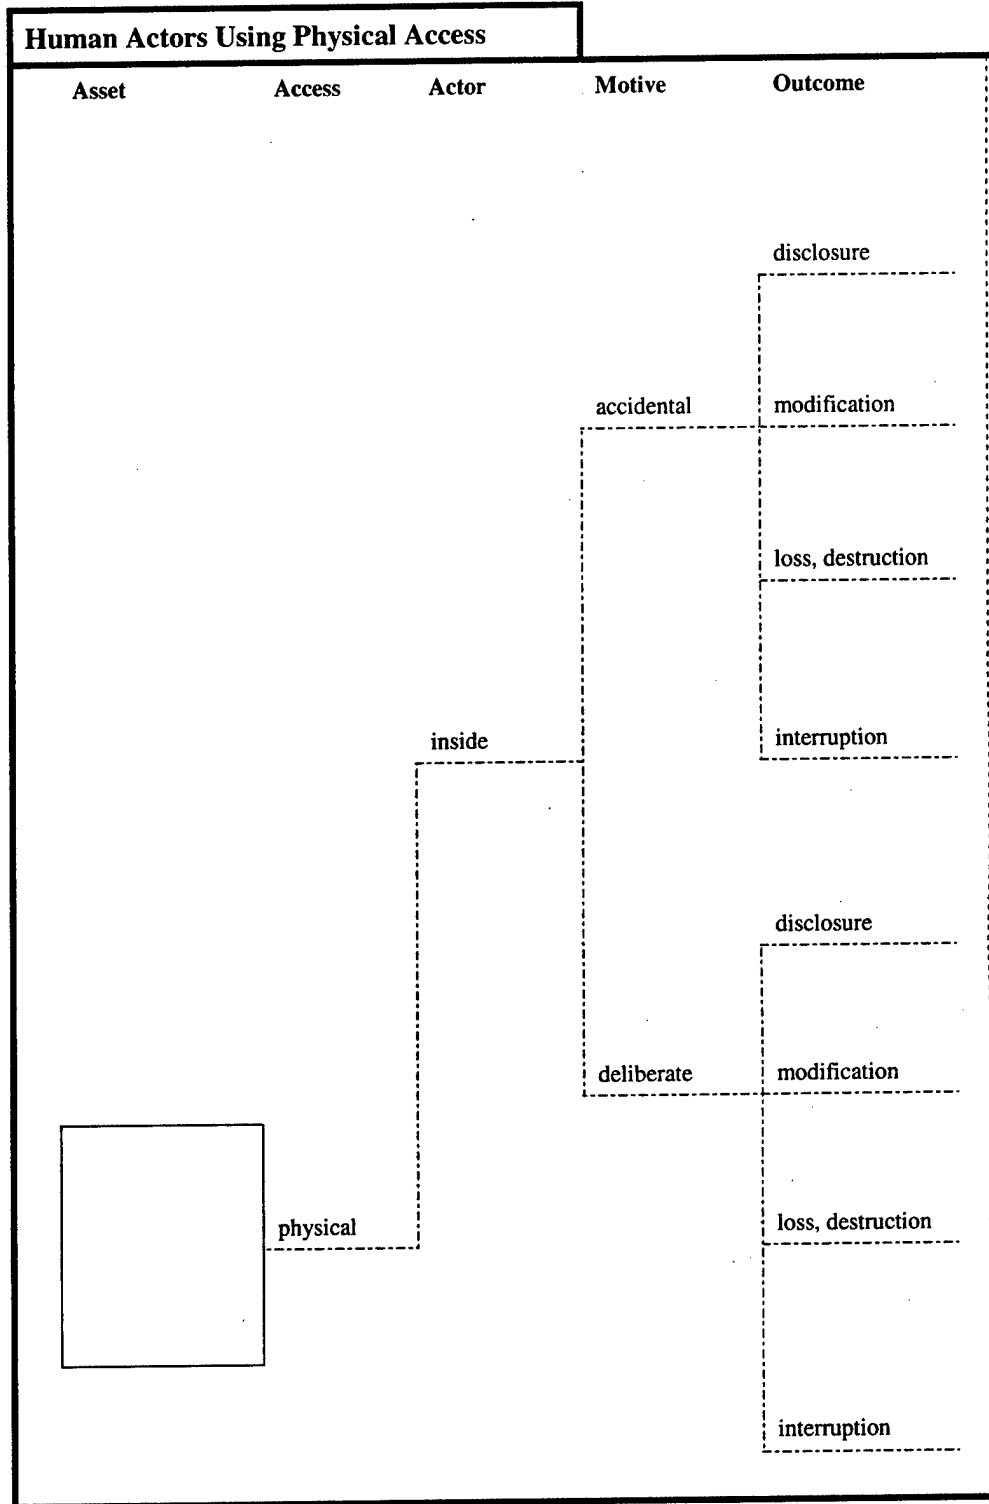 Human Actors Using Physical Access
Asset Access Actor Motive Outcome
disclosure
accidental modification
loss, destruction
inside interruption
disclosure
deliberate modification
physical loss, destruction
interruption